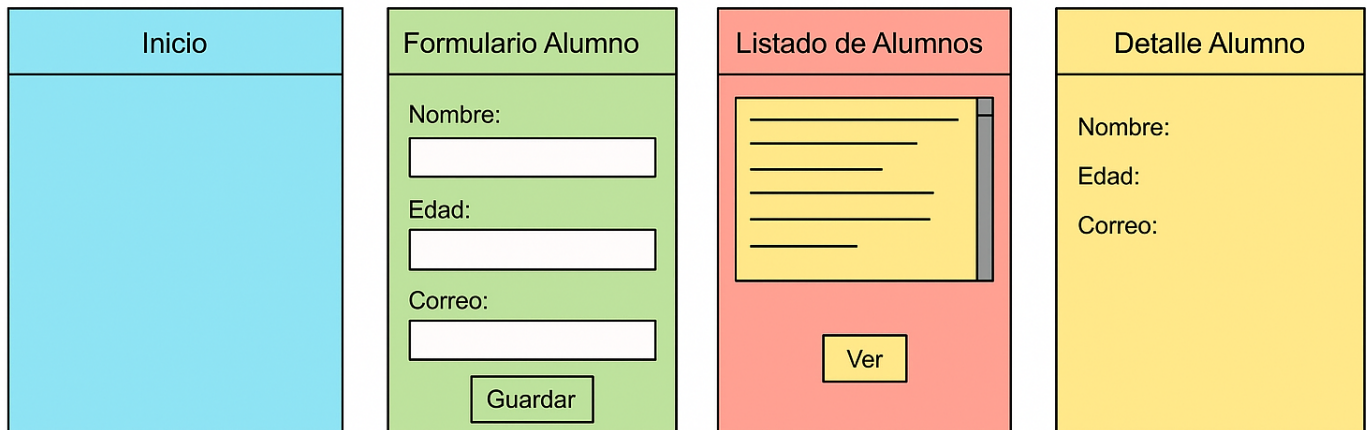 Inicio
Formulario Alumno
Nombre:
Edad:
Correo:
Guardar
Listado de Alumnos
Ver
Detalle Alumno
Nombre:
Edad:
Correo: